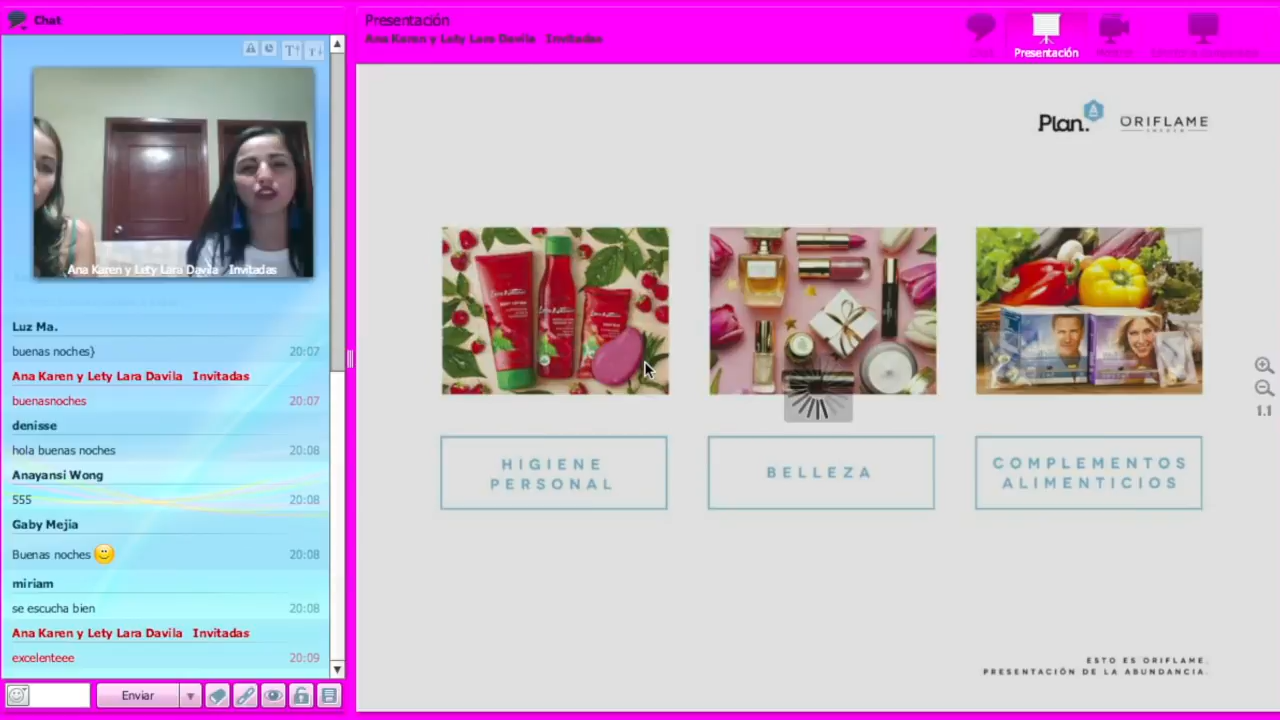 Chat
Ana Karen y Lety Lara Davila Invitadas
Luz Ma.
buenas noches}
20:07
Ana Karen y Lety Lara Davila Invitadas
buenasnoches
20:07
denisse
hola buenas noches
20:08
Anayansi Wong
555
20:08
Gaby Mejia
Buenas noches
20:08
miriam
se escucha bien
20:08
Ana Karen y Lety Lara Davila Invitadas
excelenteee
20:09
Enviar
Presentación
Ana Karen y Lety Lara Davila Invitadas
Presentación
Plan.
ORIFLAME
SWEDEN
HIGIENE
PERSONAL
BELLEZA
COMPLEMENTOS
ALIMENTICIOS
1.1
ESTO ES ORIFLAME.
PRESENTACIÓN DE LA ABUNDANCIA.